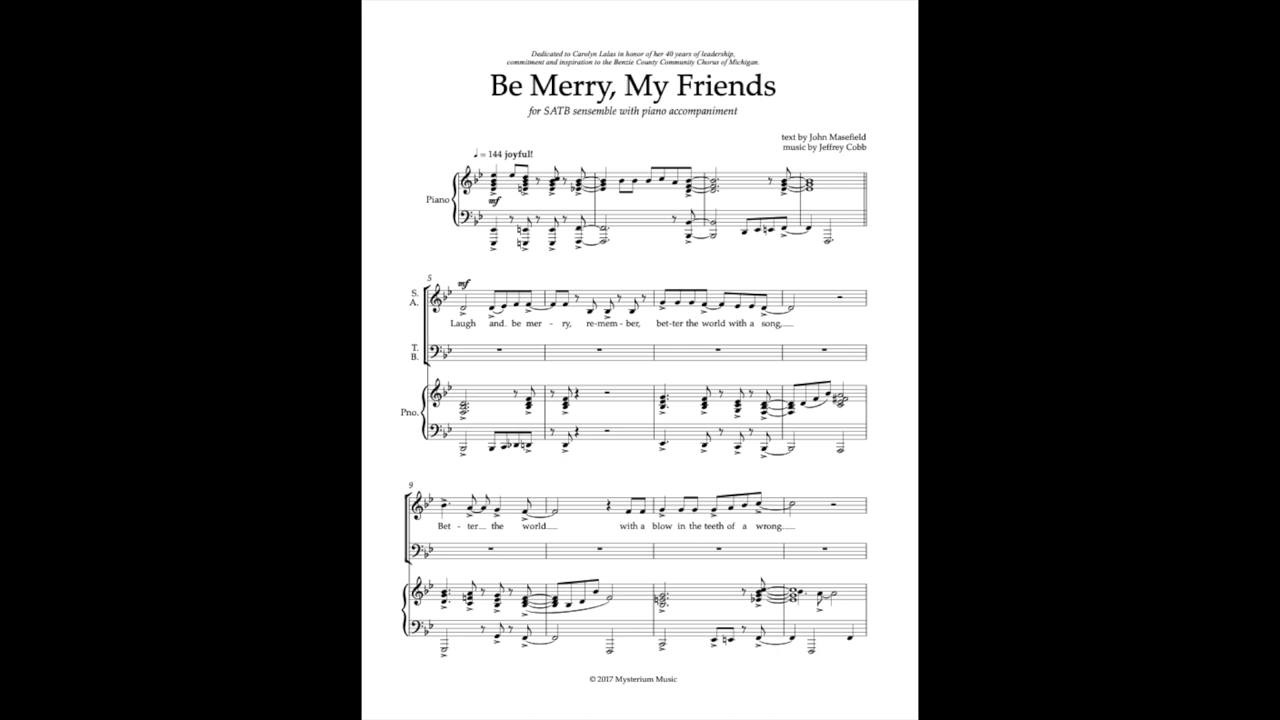 Dedicated to Carolyn Lalas in honor of her 40 years of leadership,
commitment and inspiration to the Benzie County Community Chorus of Michigan.
Be Merry, My Friends
for SATB sensemble with piano accompaniment
text by John Masefield
music by Jeffrey Cobb
♩ = 144 joyful!
Piano
mf
5
mf
S.
A.
Laugh and be mer - ry, re-mem - ber, bet-ter the world with a song,
T.
B.
Pno.
9
Bet - ter the world with a blow in the teeth of a wrong.
© 2017 Mysterium Music